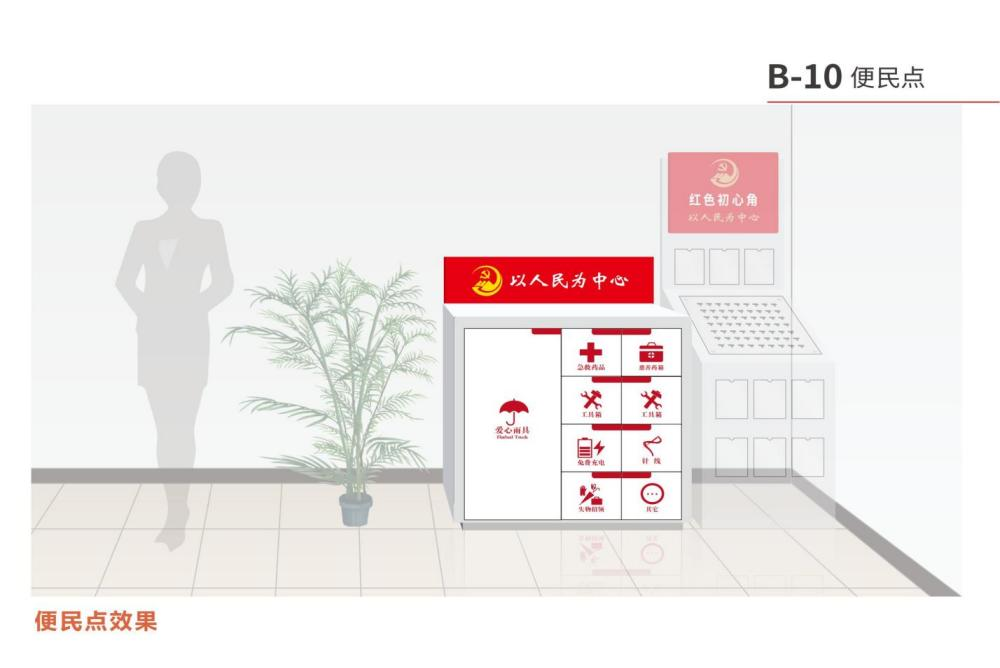 B-10 便民点
红色初心角
以人民为中心
以人民为中心
急救药品
慈善药箱
爱心雨具
工具箱
工具箱
免费充电
针线
失物招领
其它
便民点效果